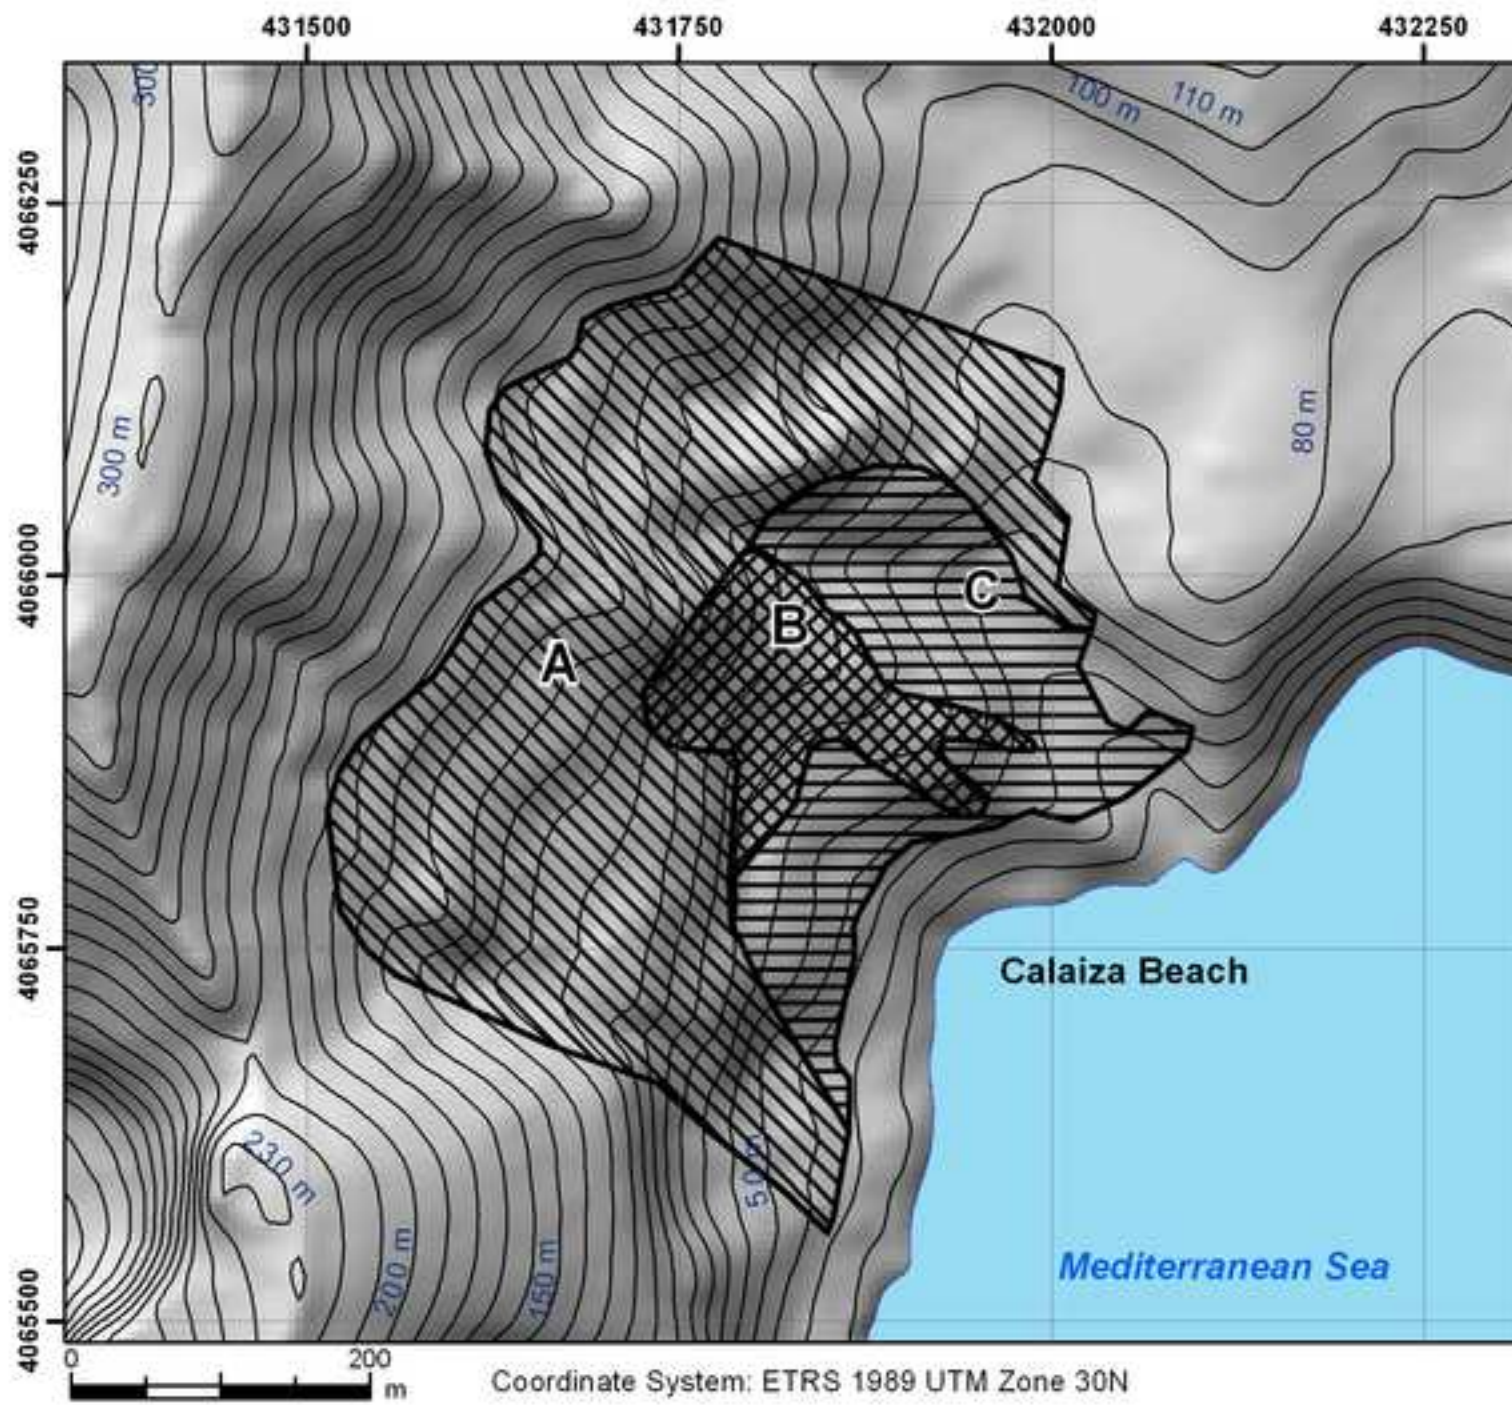 431500 431750 432000 432250
300
100 m
110 m
4066250
300 m
80 m
4066000
C
B
A
4065750
Calaiza Beach
50 m
230 m
200 m
150 m
Mediterranean Sea
4065500
0 200
m
Coordinate System: ETRS 1989 UTM Zone 30N